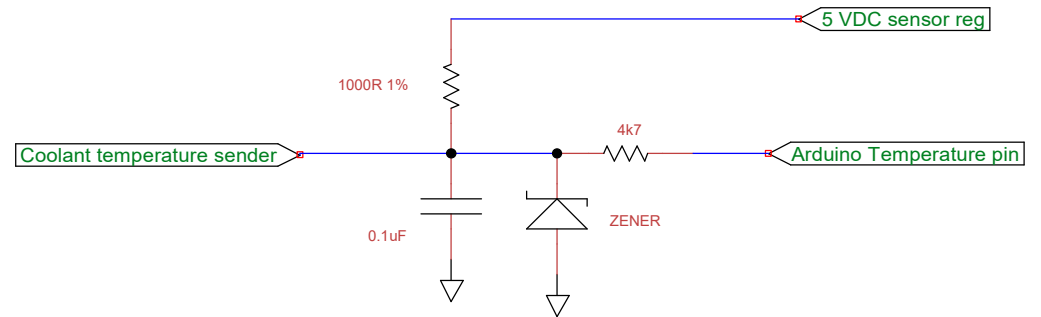 5 VDC sensor reg
1000R 1%
4k7
Coolant temperature sender
Arduino Temperature pin
ZENER
0.1uF